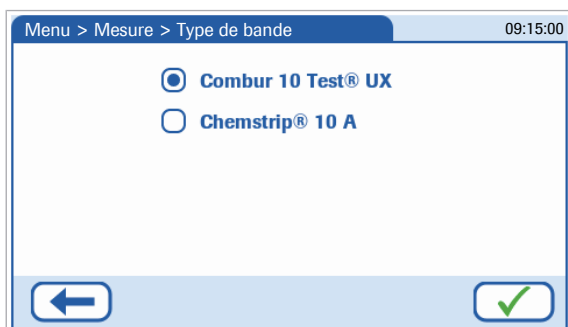 Menu > Mesure > Type de bande 09:15:00
Combur 10 Test® UX
Chemstrip® 10 A